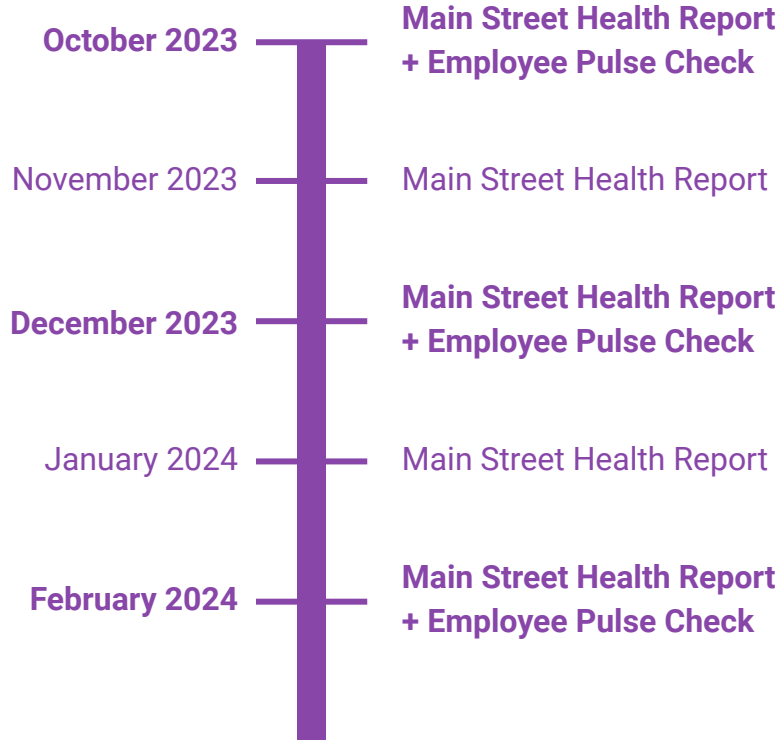 October 2023
Main Street Health Report
+ Employee Pulse Check
November 2023
Main Street Health Report
December 2023
Main Street Health Report
+ Employee Pulse Check
January 2024
Main Street Health Report
February 2024
Main Street Health Report
+ Employee Pulse Check